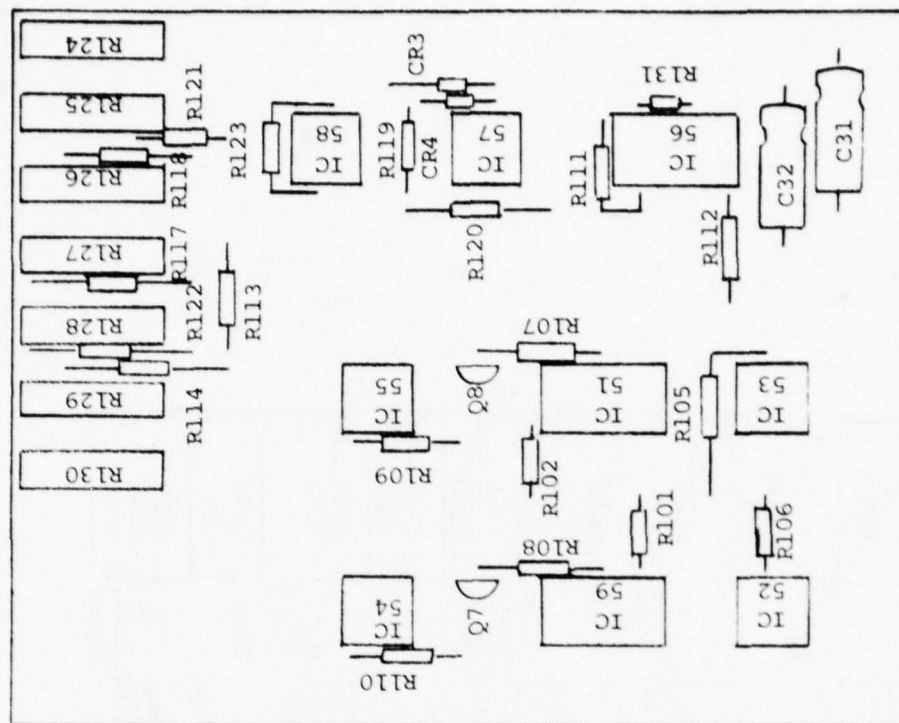 R124
R125
R121
R118
R126
R117
R127
R122
R128
R113
R129
R114
R130
R123
IC 58
R119
CR3
CR4
IC 57
R120
R131
R111
IC 56
R112
C32
C31
R107
IC 55
Q8
IC 51
R105
IC 53
R109
R102
R101
R106
R108
IC 54
Q7
IC 59
IC 52
R110